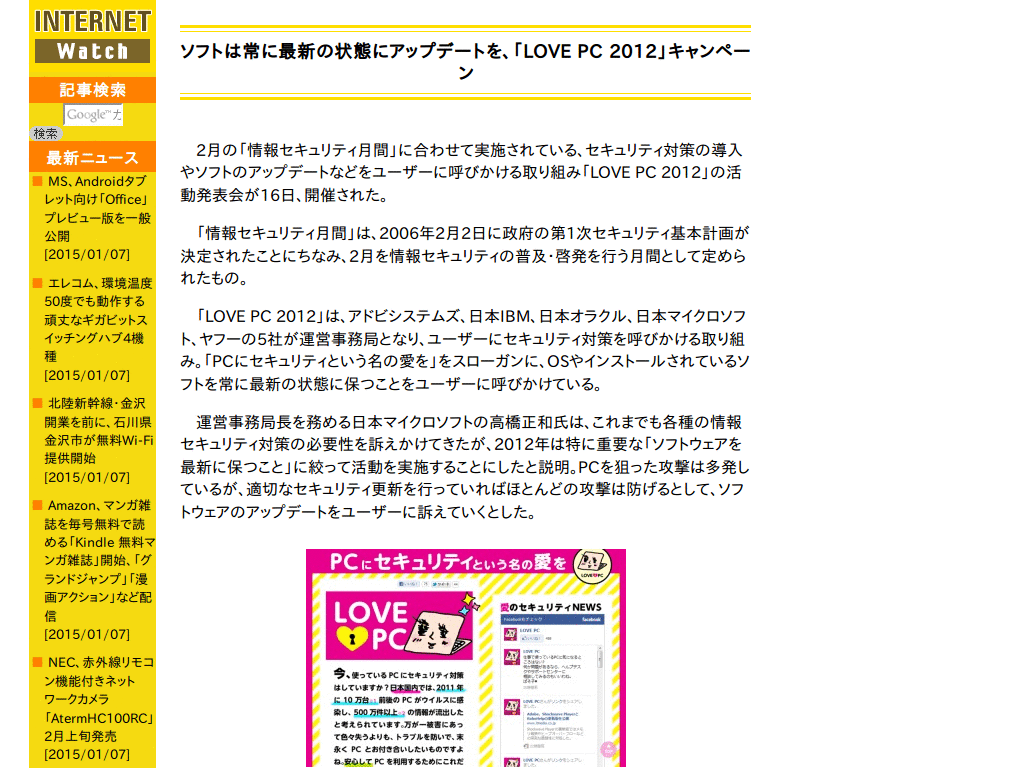 INTERNET
Watch
記事検索
Google™ カ
検索
最新ニュース
■ MS、Androidタブ
レット向け「Office」
プレビュー版を一般
公開
[2015/01/07]
■ エレコム、環境温度
50度でも動作する
頑丈なギガビットス
イッチングハブ4機
種
[2015/01/07]
■ 北陸新幹線・金沢
開業を前に、石川県
金沢市が無料Wi-Fi
提供開始
[2015/01/07]
■ Amazon、マンガ雑
誌を毎号無料で読
める「Kindle 無料マ
ンガ雑誌」開始、「グ
ランドジャンプ」「漫
画アクション」など配
信
[2015/01/07]
■ NEC、赤外線リモコ
ン機能付きネット
ワークカメラ
「AtermHC100RC」
2月上旬発売
[2015/01/07]
ソフトは常に最新の状態にアップデートを、「LOVE PC 2012」キャンペー
ン
2月の「情報セキュリティ月間」に合わせて実施されている、セキュリティ対策の導入
やソフトのアップデートなどをユーザーに呼びかける取り組み「LOVE PC 2012」の活
動発表会が16日、開催された。
「情報セキュリティ月間」は、2006年2月2日に政府の第1次セキュリティ基本計画が
決定されたことにちなみ、2月を情報セキュリティの普及・啓発を行う月間として定めら
れたもの。
「LOVE PC 2012」は、アドビシステムズ、日本IBM、日本オラクル、日本マイクロソフ
ト、ヤフーの5社が運営事務局となり、ユーザーにセキュリティ対策を呼びかける取り組
み。「PCにセキュリティという名の愛を」をスローガンに、OSやインストールされているソ
フトを常に最新の状態に保つことをユーザーに呼びかけている。
運営事務局長を務める日本マイクロソフトの高橋正和氏は、これまでも各種の情報
セキュリティ対策の必要性を訴えかけてきたが、2012年は特に重要な「ソフトウェアを
最新に保つこと」に絞って活動を実施することにしたと説明。PCを狙った攻撃は多発し
ているが、適切なセキュリティ更新を行っていればほとんどの攻撃は防げるとして、ソフ
トウェアのアップデートをユーザーに訴えていくとした。
PCにセキュリティという名の愛を
LOVE PC
LOVE
PC
今、使っている PC にセキュリティ対策
はしていますか？日本国内では、2011 年
に 10 万台 前後の PC がウイルスに感
染し、500 万件以上 の情報が流出した
と考えられています。万が一被害にあっ
て色々失うよりも、トラブルを防いで、末
永く PC とお付き合いしたいものですよ
ね。安心して PC を利用するためにこれだ
愛のセキュリティNEWS
facebook
LOVE PC
LOVE PC